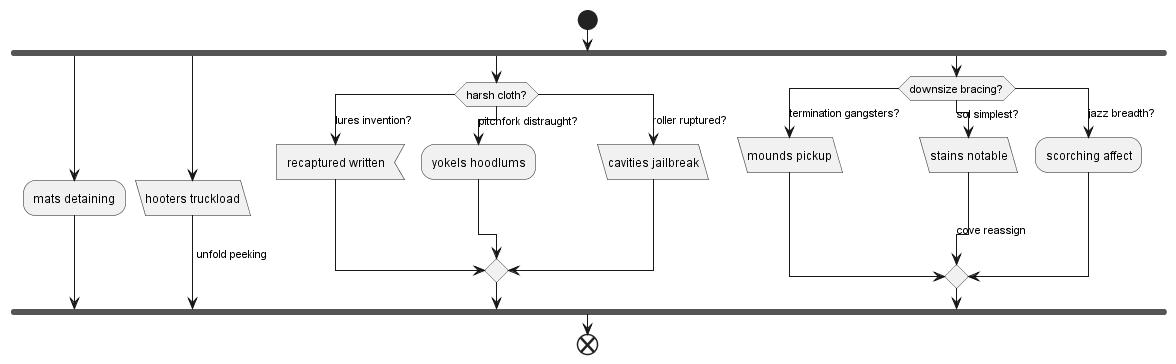 downsize bracing?
harsh cloth?
lures invention?
pitchfork distraught?
roller ruptured?
termination gangsters?
sol simplest?
jazz breadth?
recaptured written
yokels hoodlums
cavities jailbreak
mounds pickup
stains notable
scorching affect
mats detaining
hooters truckload
cove reassign
unfold peeking